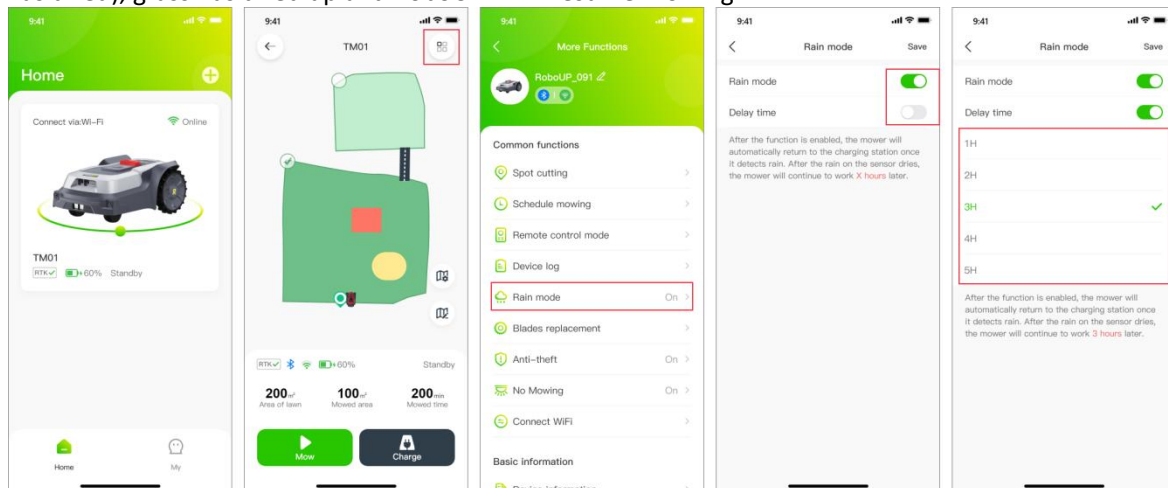 9:41
Home
Connect via:Wi-Fi
Online
TM01
RTK
60%
Standby
Home
My
9:41
TM01
RTK
60%
Standby
200㎡
100㎡
200min
Area of lawn
Mowed area
Mowed time
Mow
Charge
9:41
More Functions
RoboUP_091
Common functions
Spot cutting
Schedule mowing
Remote control mode
Device log
Rain mode
On
Blades replacement
Anti-theft
On
No Mowing
On
Connect WiFi
Basic information
9:41
Rain mode
Save
Rain mode
Delay time
After the function is enabled, the mower will
automatically return to the charging station once
it detects rain. After the rain on the sensor dries,
the mower will continue to work X hours later.
9:41
Rain mode
Save
Rain mode
Delay time
1H
2H
3H
4H
5H
After the function is enabled, the mower will
automatically return to the charging station once
it detects rain. After the rain on the sensor dries,
the mower will continue to work 3 hours later.